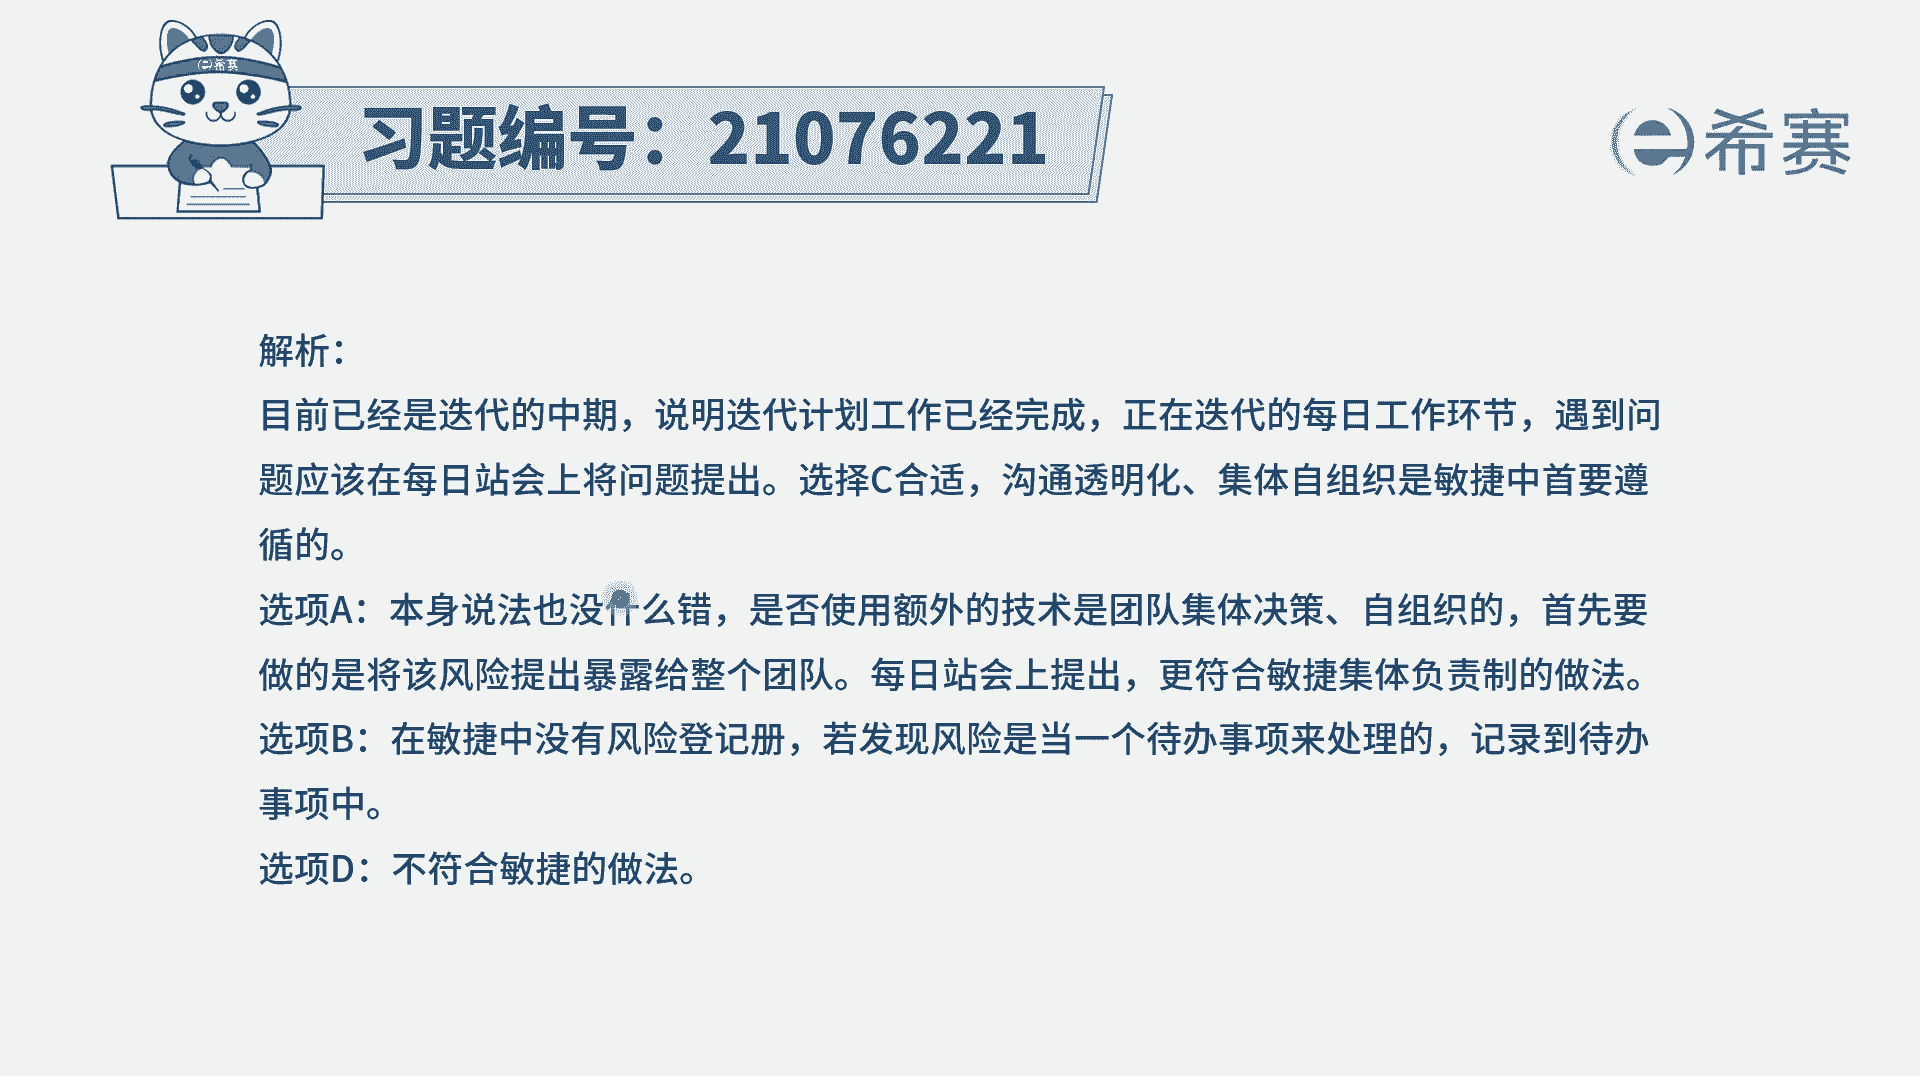 希赛
习题编号：21076221
希赛
解析：
目前已经是迭代的中期，说明迭代计划工作已经完成，正在迭代的每日工作环节，遇到问
题应该在每日站会上将问题提出。选择C合适，沟通透明化、集体自组织是敏捷中首要遵
循的。
选项A：本身说法也没什么错，是否使用额外的技术是团队集体决策、自组织的，首先要
做的是将该风险提出暴露给整个团队。每日站会上提出，更符合敏捷集体负责制的做法。
选项B：在敏捷中没有风险登记册，若发现风险是当一个待办事项来处理的，记录到待办
事项中。
选项D：不符合敏捷的做法。